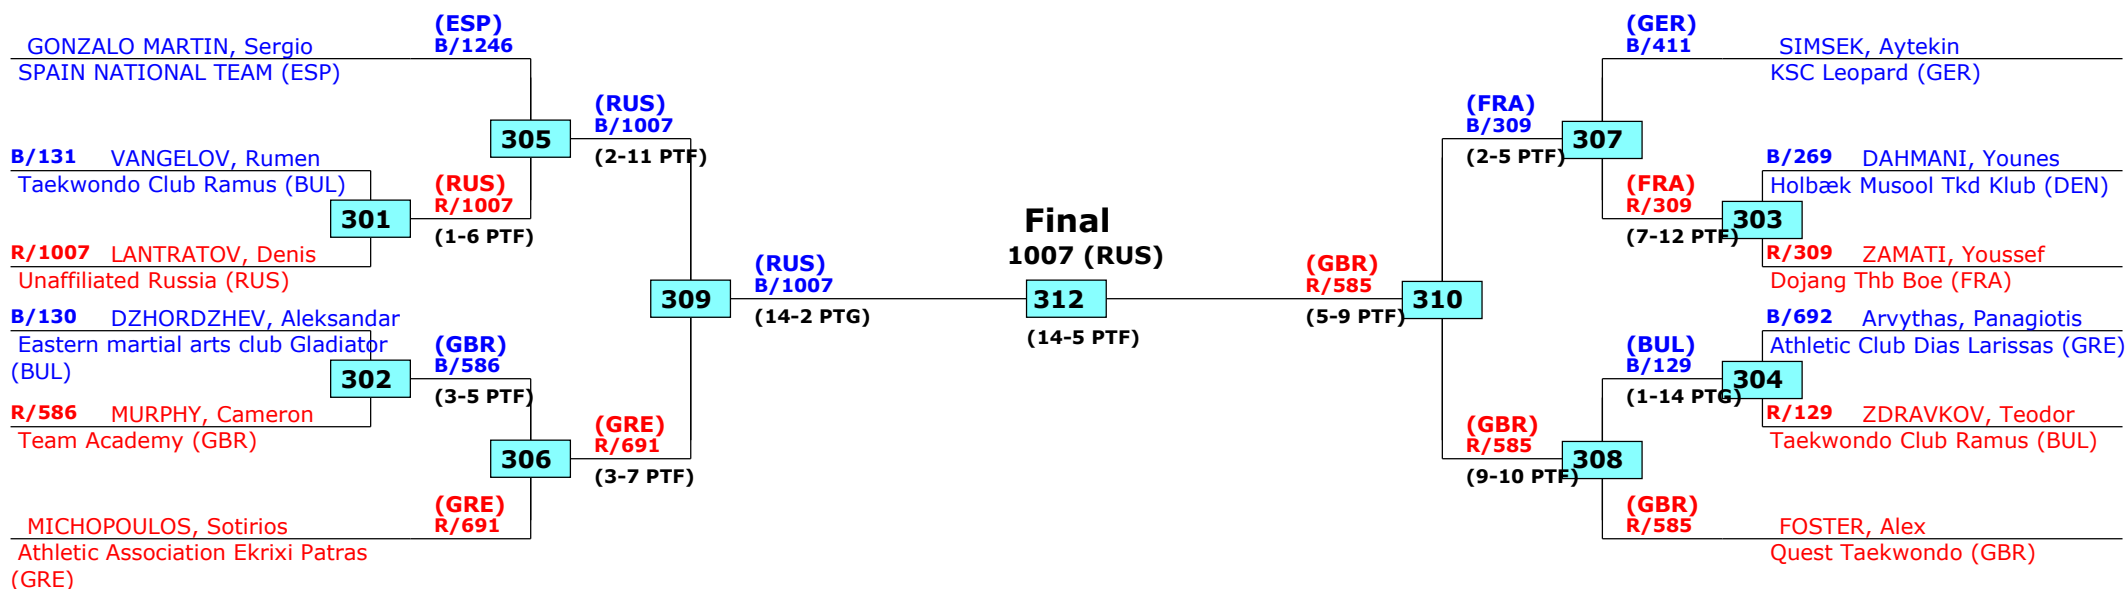 (ESP)
B/1246
GONZALO MARTIN, Sergio
SPAIN NATIONAL TEAM (ESP)
305
(RUS)
B/1007
(2-11 PTF)
B/131 VANGELOV, Rumen
Taekwondo Club Ramus (BUL)
301
(RUS)
R/1007
(1-6 PTF)
R/1007 LANTRATOV, Denis
Unaffiliated Russia (RUS)
309
(RUS)
B/1007
(14-2 PTG)
B/130 DZHORDZHEV, Aleksandar
Eastern martial arts club Gladiator
(BUL)
302
(GBR)
B/586
(3-5 PTF)
R/586 MURPHY, Cameron
Team Academy (GBR)
306
(GRE)
R/691
(3-7 PTF)
MICHOPOULOS, Sotirios
Athletic Association Ekrixi Patras
(GRE)
(GRE)
R/691
Final
1007 (RUS)
312
(14-5 PTF)
(GBR)
R/585
(5-9 PTF)
310
(FRA)
B/309
(2-5 PTF)
307
(GER)
B/411
SIMSEK, Aytekin
KSC Leopard (GER)
(FRA)
R/309
(7-12 PTF)
303
B/269 DAHMANI, Younes
Holbæk Musool Tkd Klub (DEN)
R/309 ZAMATI, Youssef
Dojang Thb Boe (FRA)
(GBR)
R/585
(9-10 PTF)
308
(BUL)
B/129
(1-14 PTG)
304
B/692 Arvythas, Panagiotis
Athletic Club Dias Larissas (GRE)
R/129 ZDRAVKOV, Teodor
Taekwondo Club Ramus (BUL)
(GBR)
R/585
FOSTER, Alex
Quest Taekwondo (GBR)